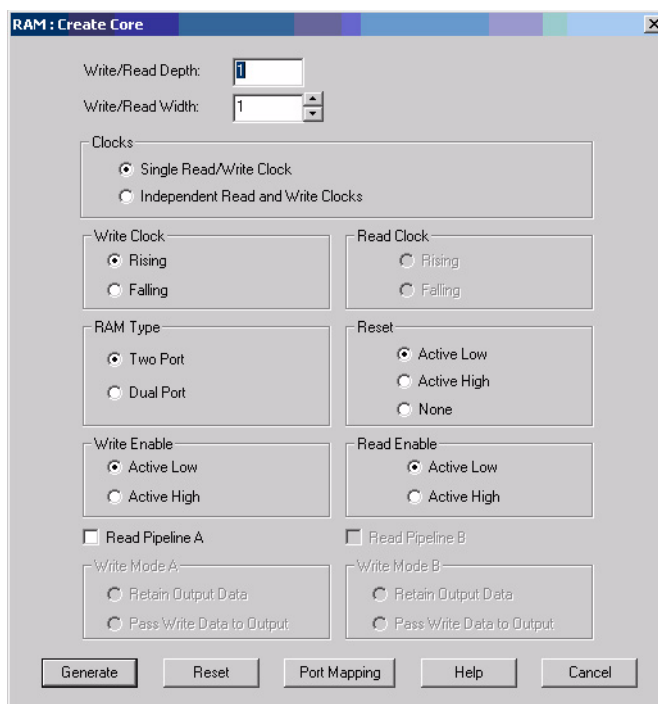 RAM : Create Core
Write/Read Depth: 1
Write/Read Width: 1
Clocks
Single Read/Write Clock
Independent Read and Write Clocks
Write Clock
Rising
Falling
Read Clock
Rising
Falling
RAM Type
Two Port
Dual Port
Reset
Active Low
Active High
None
Write Enable
Active Low
Active High
Read Enable
Active Low
Active High
Read Pipeline A
Read Pipeline B
Write Mode A
Retain Output Data
Pass Write Data to Output
Write Mode B
Retain Output Data
Pass Write Data to Output
Generate Reset Port Mapping Help Cancel